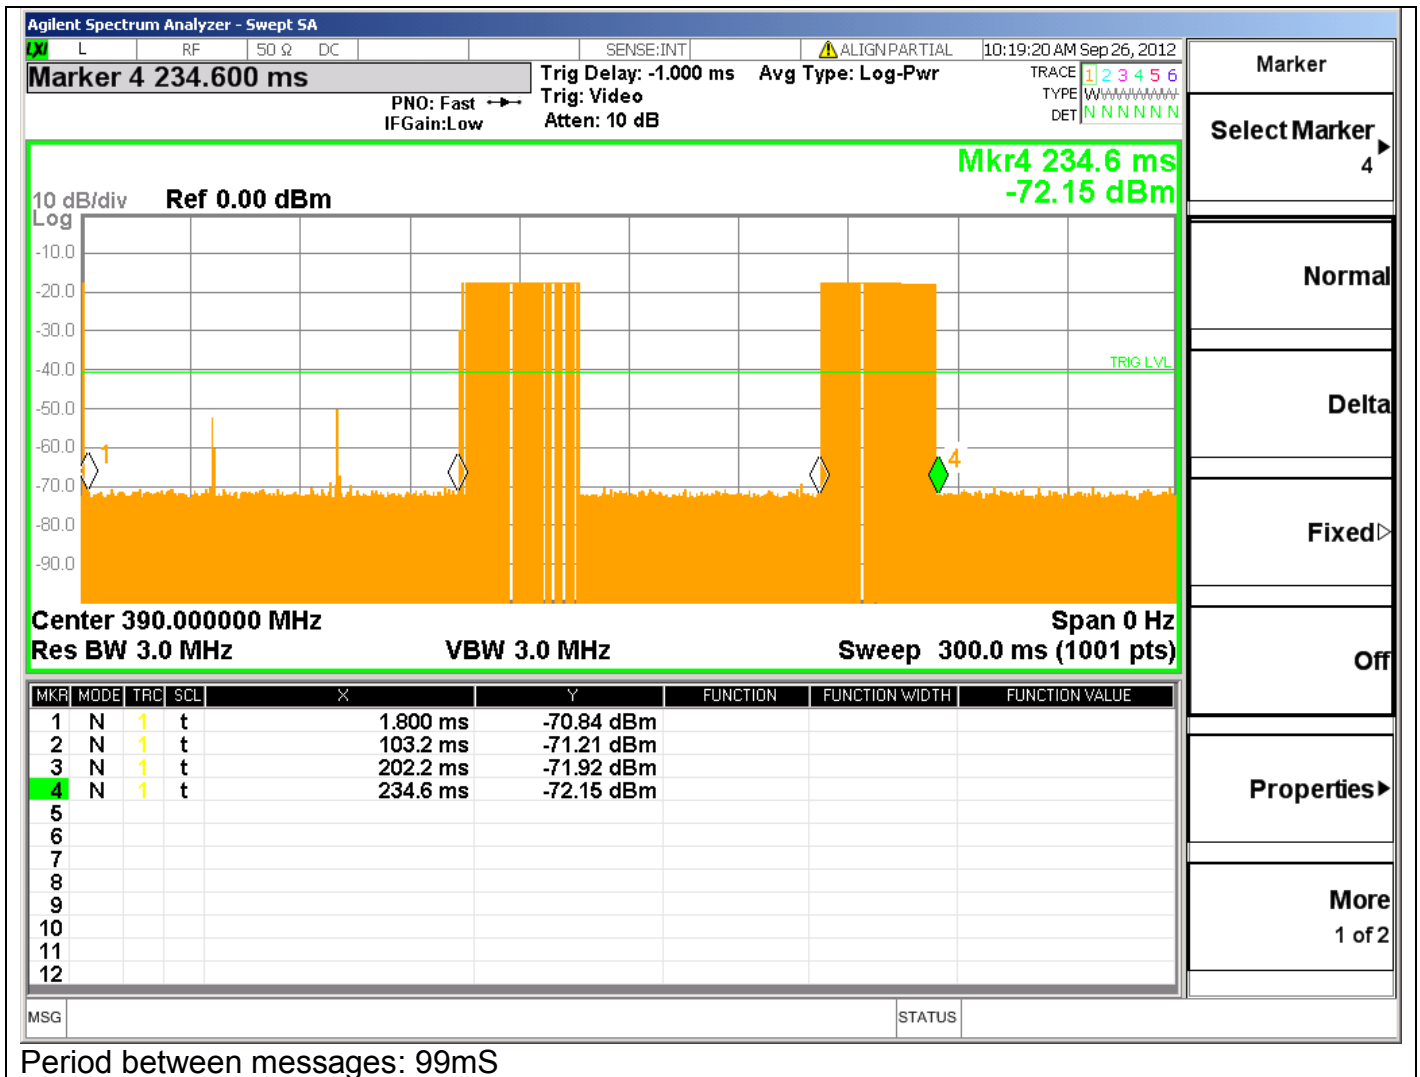 Agilent Spectrum Analyzer - Swept SA
LXI L RF 50 Ω DC SENSE:INT ALIGN PARTIAL 10:19:20 AM Sep 26, 2012
Marker 4 234.600 ms
PNO: Fast
IFGain:Low
Trig Delay: -1.000 ms
Trig: Video
Atten: 10 dB
Avg Type: Log-Pwr
TRACE 1 2 3 4 5 6
TYPE WWWWWW
DET N N N N N N
Mkr4 234.6 ms
-72.15 dBm
10 dB/div Ref 0.00 dBm
Log
-10.0
-20.0
-30.0
-40.0
-50.0
-60.0
-70.0
-80.0
-90.0
TRIG LVL
1
4
Center 390.000000 MHz Span 0 Hz
Res BW 3.0 MHz VBW 3.0 MHz Sweep 300.0 ms (1001 pts)
MKR MODE TRC SCL X Y FUNCTION FUNCTION WIDTH FUNCTION VALUE
1 N 1 t 1.800 ms -70.84 dBm
2 N 1 t 103.2 ms -71.21 dBm
3 N 1 t 202.2 ms -71.92 dBm
4 N 1 t 234.6 ms -72.15 dBm
5
6
7
8
9
10
11
12
MSG STATUS
Marker
Select Marker
4
Normal
Delta
Fixed
Off
Properties
More
1 of 2
Period between messages: 99mS